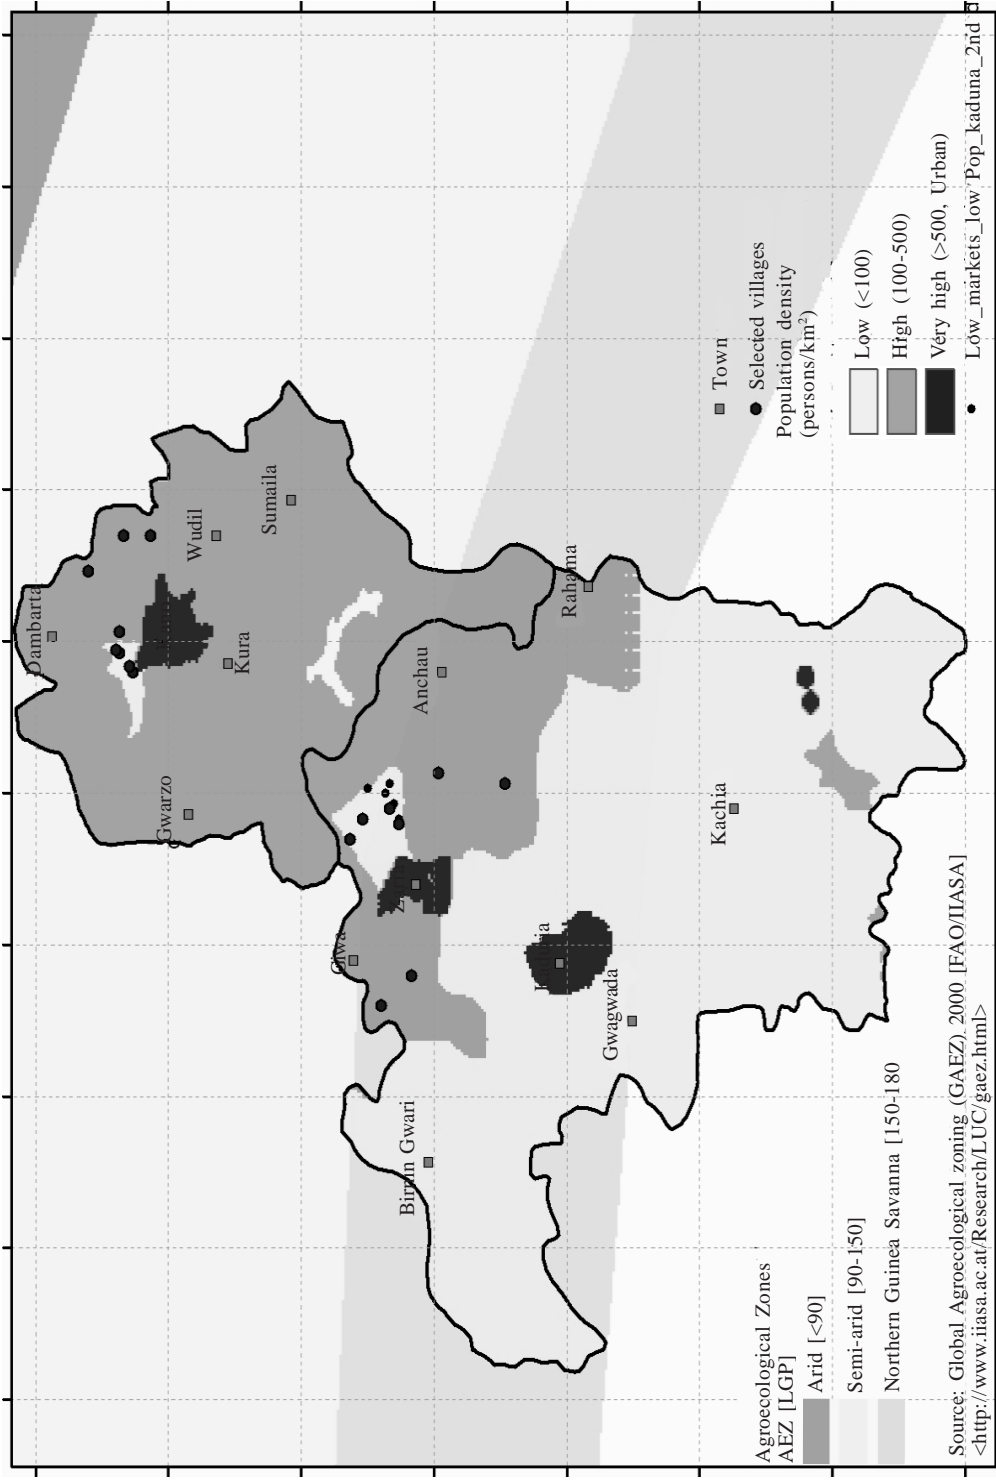 Dambarta
Gwarzo
Wudil
Sumaila
Kura
Giwa
Anchau
Rahama
Birnin Gwari
Gwagwada
Kachia
Town
Selected villages
Population density
(persons/km²)
Low (<100)
High (100-500)
Very high (>500, Urban)
Low_markets_low Pop_kaduna_2nd
Agroecological Zones
AEZ [LGP]
Arid [<90]
Semi-arid [90-150]
Northern Guinea Savanna [150-180
Source: Global Agroecological zoning (GAEZ) 2000 [FAO/IIASA]
<http://www.iiasa.ac.at/Research/LUC/gaez.html>